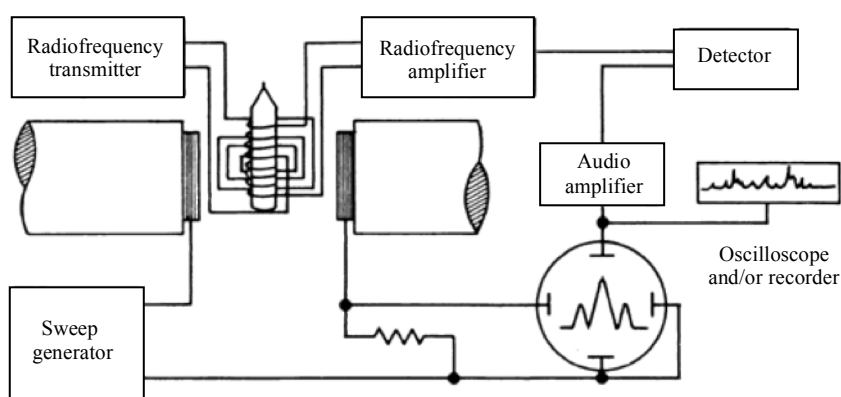 Radiofrequency
transmitter
Radiofrequency
amplifier
Detector
Audio
amplifier
Oscilloscope
and/or recorder
Sweep
generator